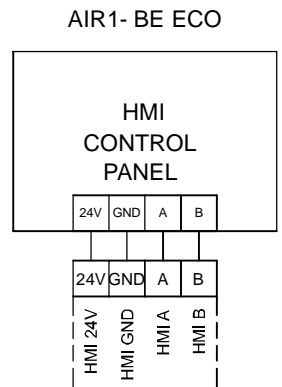 AIR1- BE ECO
HMI
CONTROL
PANEL
24V GND A B
24V GND A B
HMI 24V
HMI GND
HMI A
HMI B